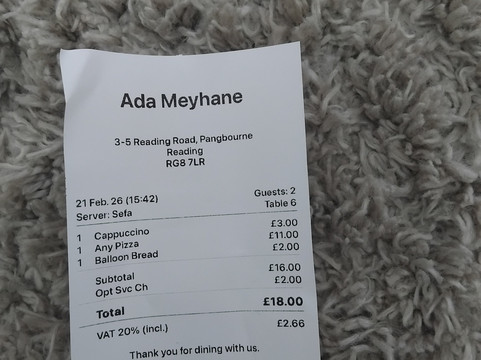 Ada Meyhane
3-5 Reading Road, Pangbourne
Reading
RG8 7LR
21 Feb. 26 (15:42) Guests: 2
Server: Sefa Table 6
1 Cappuccino £3.00
1 Any Pizza £11.00
1 Balloon Bread £2.00
Subtotal £16.00
Opt Svc Ch £2.00
Total £18.00
VAT 20% (incl.) £2.66
Thank you for dining with us.